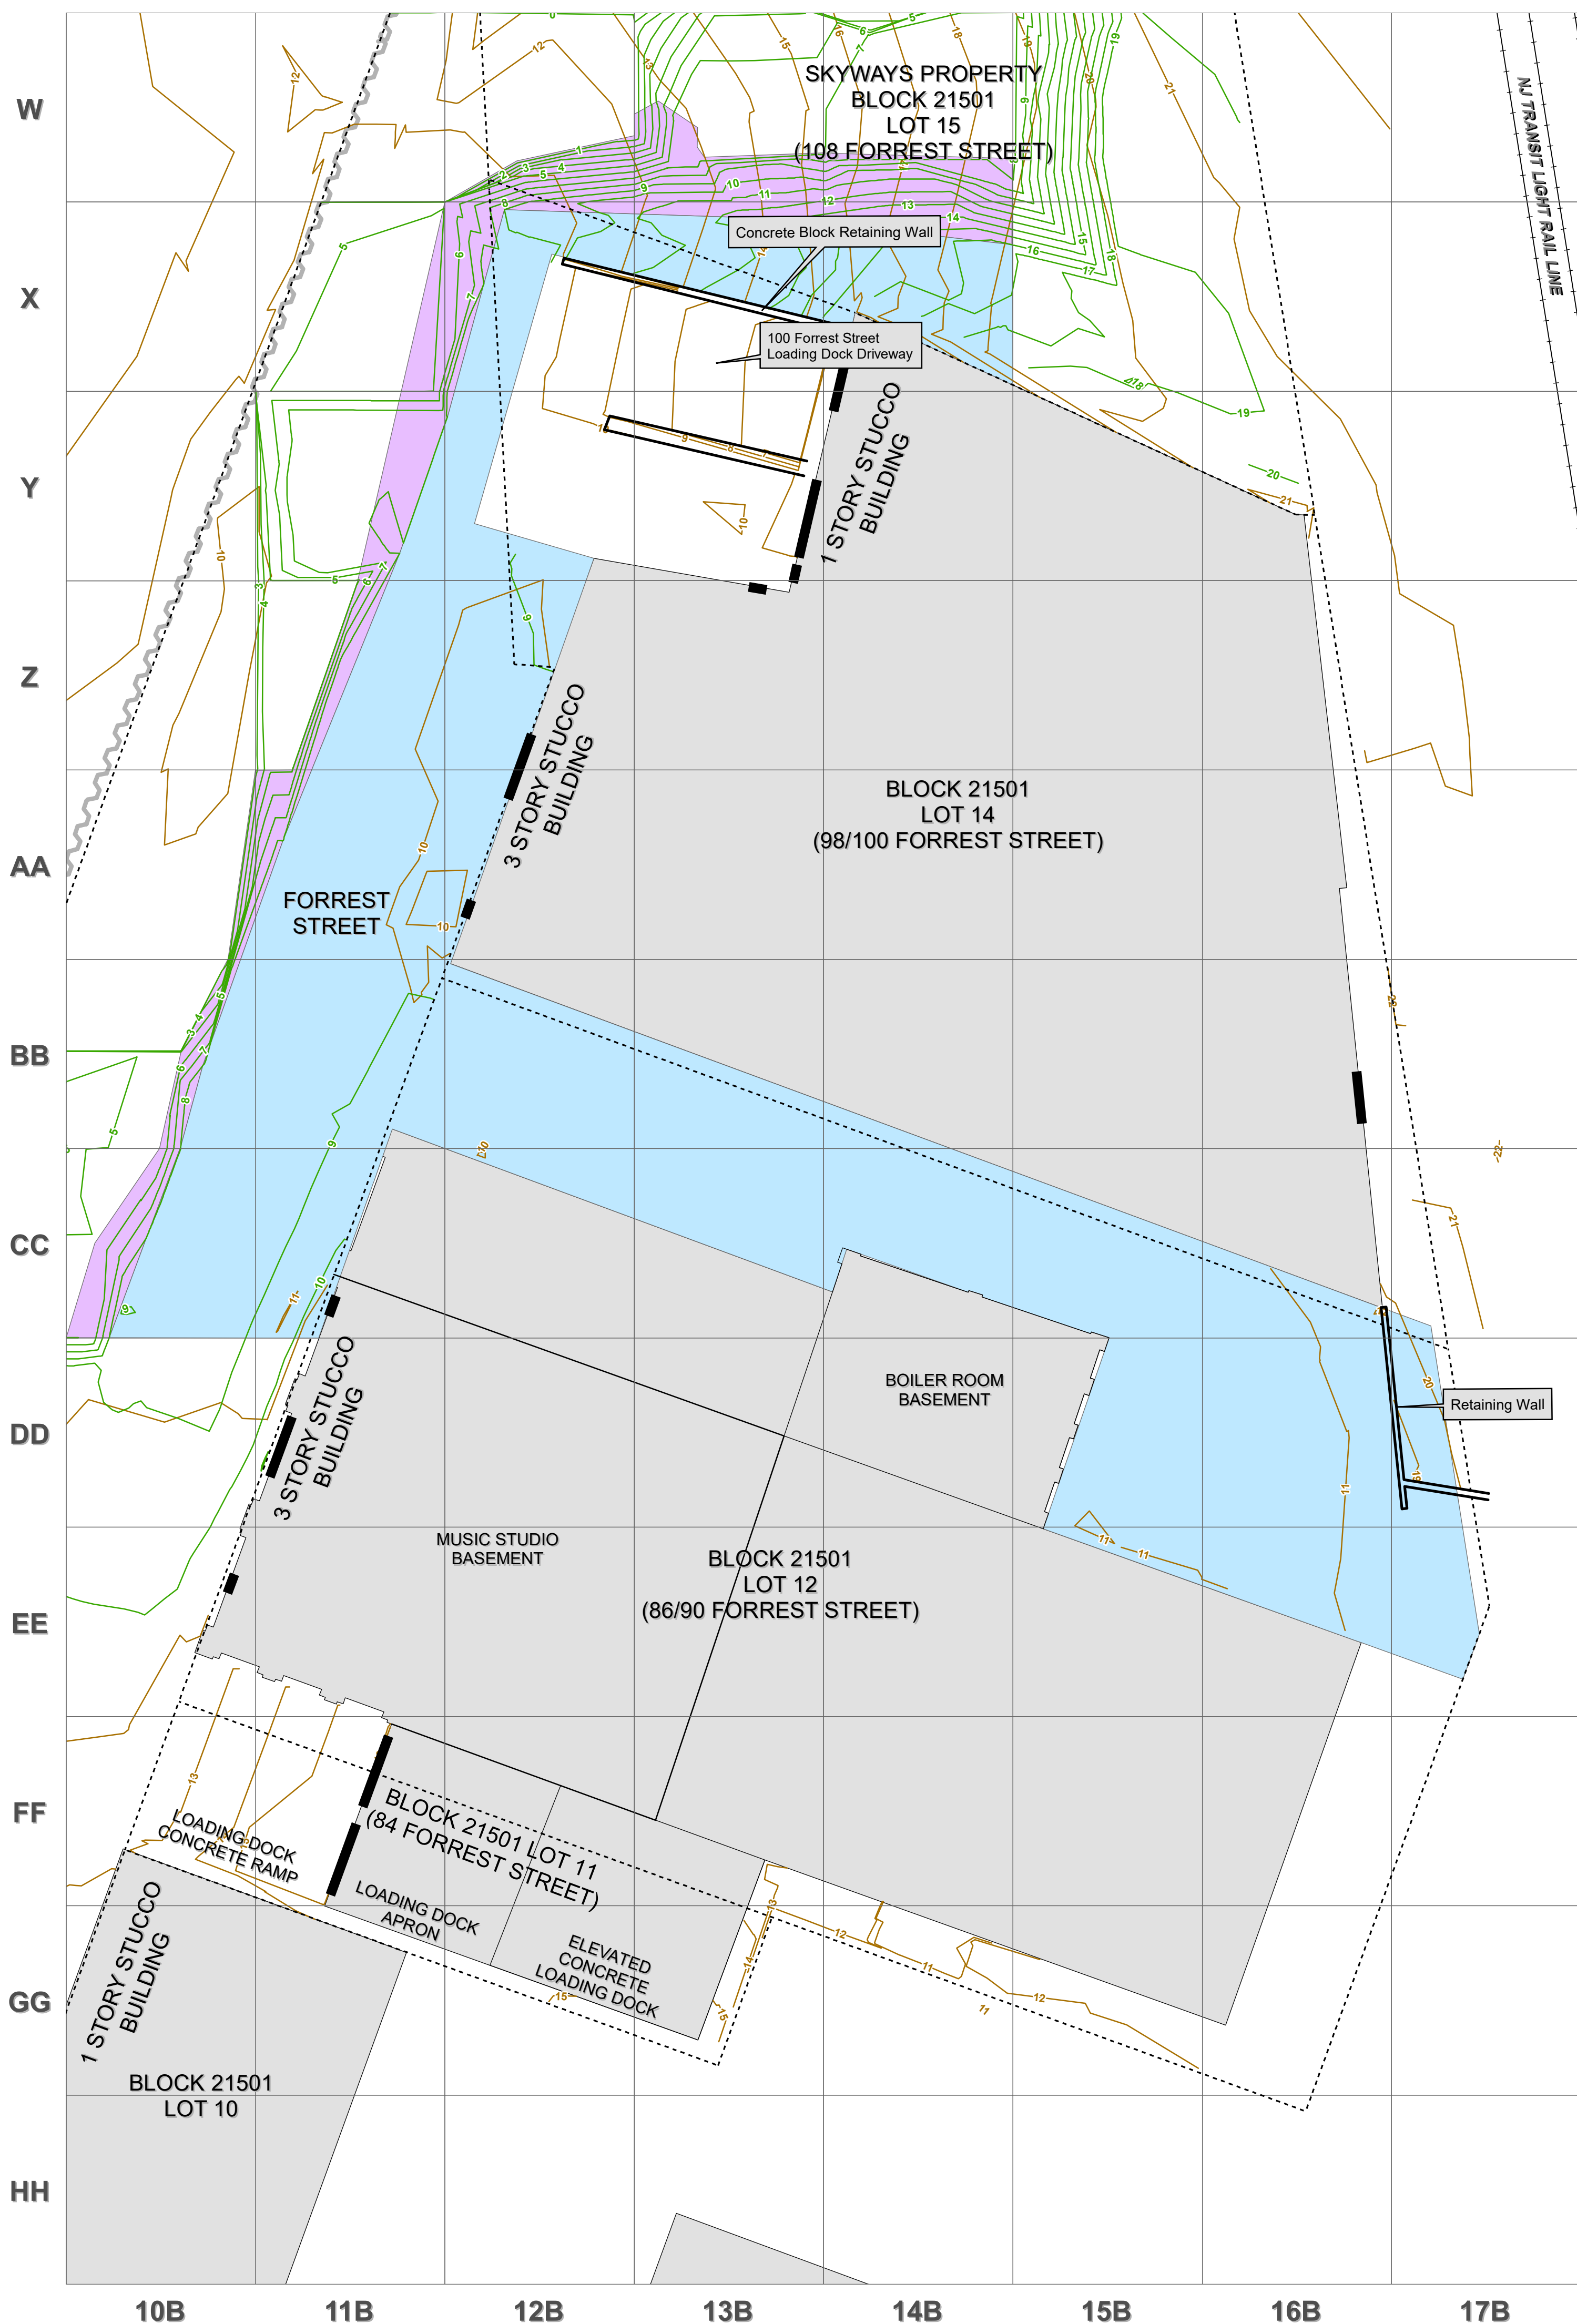 W
X
Y
Z
AA
BB
CC
DD
EE
FF
GG
HH
10B
11B
12B
13B
14B
15B
16B
17B
SKYWAYS PROPERTY
BLOCK 21501
LOT 15
(108 FORREST STREET)
NJ TRANSIT LIGHT RAIL LINE
Concrete Block Retaining Wall
100 Forrest Street
Loading Dock Driveway
1 STORY STUCCO
BUILDING
3 STORY STUCCO
BUILDING
BLOCK 21501
LOT 14
(98/100 FORREST STREET)
FORREST
STREET
BOILER ROOM
BASEMENT
Retaining Wall
3 STORY STUCCO
BUILDING
MUSIC STUDIO
BASEMENT
BLOCK 21501
LOT 12
(86/90 FORREST STREET)
LOADING DOCK
CONCRETE RAMP
BLOCK 21501 LOT 11
(84 FORREST STREET)
LOADING DOCK
APRON
ELEVATED
CONCRETE
LOADING DOCK
1 STORY STUCCO
BUILDING
BLOCK 21501
LOT 10